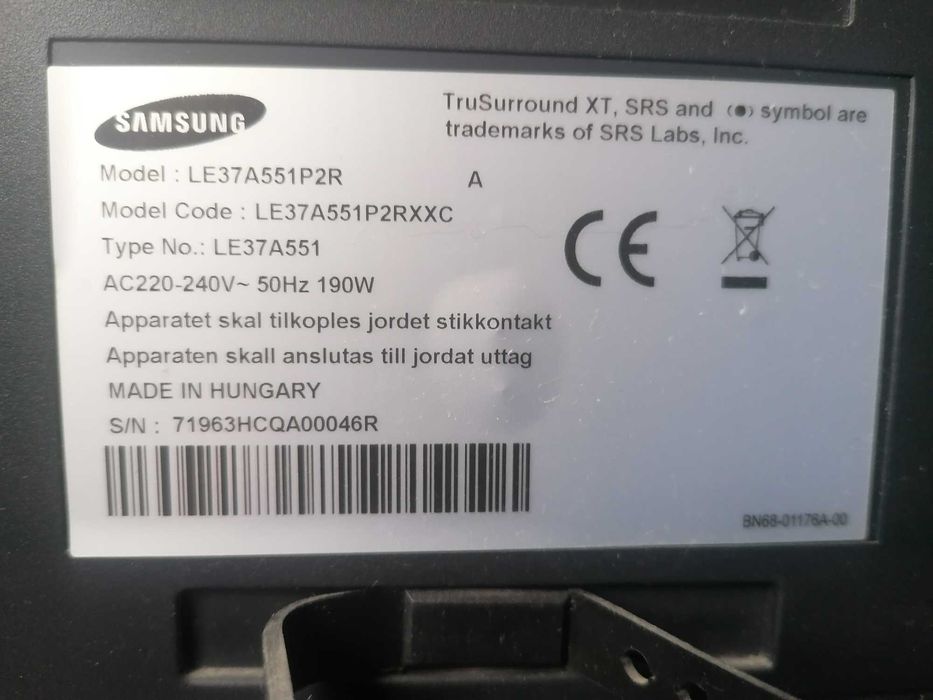 SAMSUNG
TruSurround XT, SRS and (●) symbol are
trademarks of SRS Labs, Inc.
Model : LE37A551P2R A
Model Code : LE37A551P2RXXC
Type No.: LE37A551
AC220-240V~ 50Hz 190W
Apparatet skal tilkoples jordet stikkontakt
Apparaten skall anslutas till jordat uttag
MADE IN HUNGARY
S/N : 71963HCQA00046R
CE
BN68-01176A-00